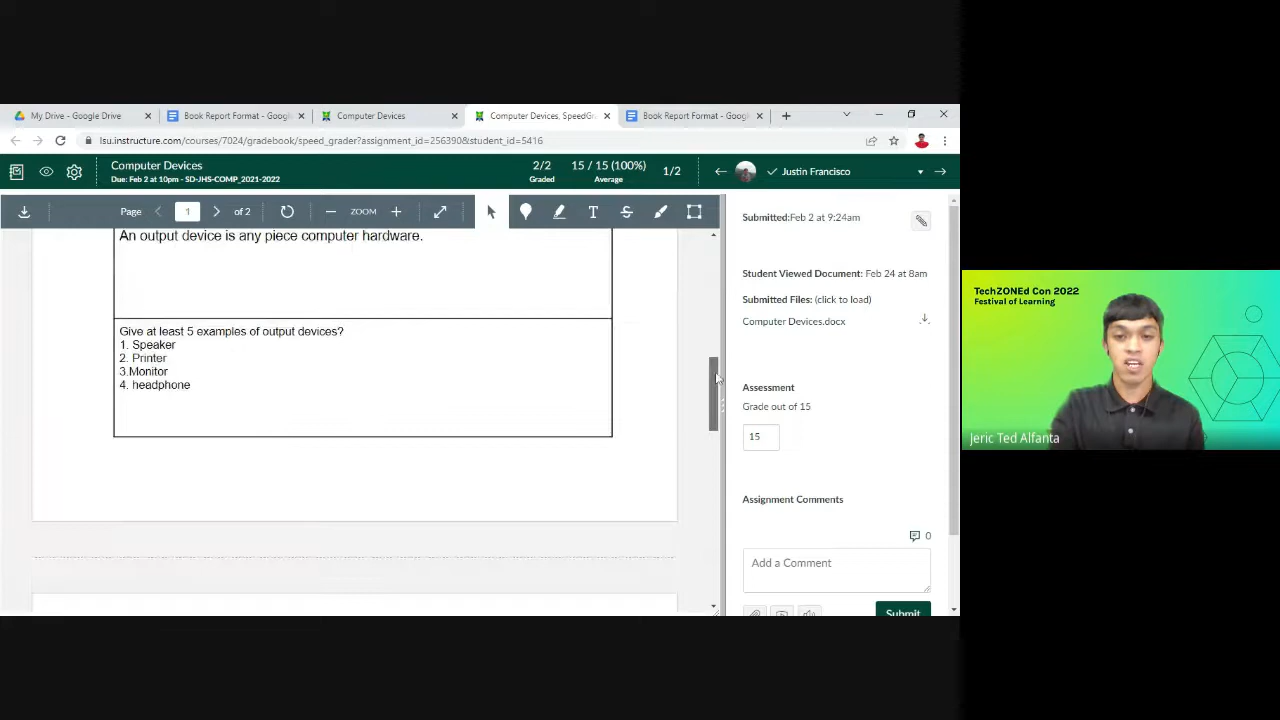 My Drive - Google Drive
Book Report Format - Googl
Computer Devices
Computer Devices, SpeedGr
Book Report Format - Googl
lsu.instructure.com/courses/7024/gradebook/speed_grader?assignment_id=256390&student_id=5416
Computer Devices
Due: Feb 2 at 10pm - SD-JHS-COMP_2021-2022
2/2
Graded
15 / 15 (100%)
Average
1/2
Justin Francisco
Page 1 of 2
ZOOM
An output device is any piece computer hardware.
Give at least 5 examples of output devices?
1. Speaker
2. Printer
3.Monitor
4. headphone
Submitted:Feb 2 at 9:24am
Student Viewed Document: Feb 24 at 8am
Submitted Files: (click to load)
Computer Devices.docx
Assessment
Grade out of 15
15
Assignment Comments
0
Add a Comment
Submit
TechZONEd Con 2022
Festival of Learning
Jeric Ted Alfanta